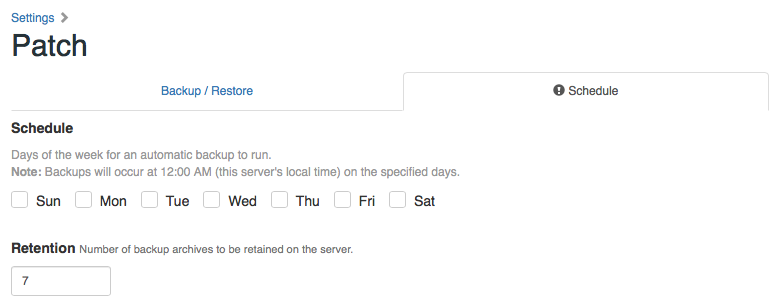 Settings
Patch
Backup / Restore Schedule
Schedule
Days of the week for an automatic backup to run.
Note: Backups will occur at 12:00 AM (this server's local time) on the specified days.
Sun Mon Tue Wed Thu Fri Sat
Retention Number of backup archives to be retained on the server.
7